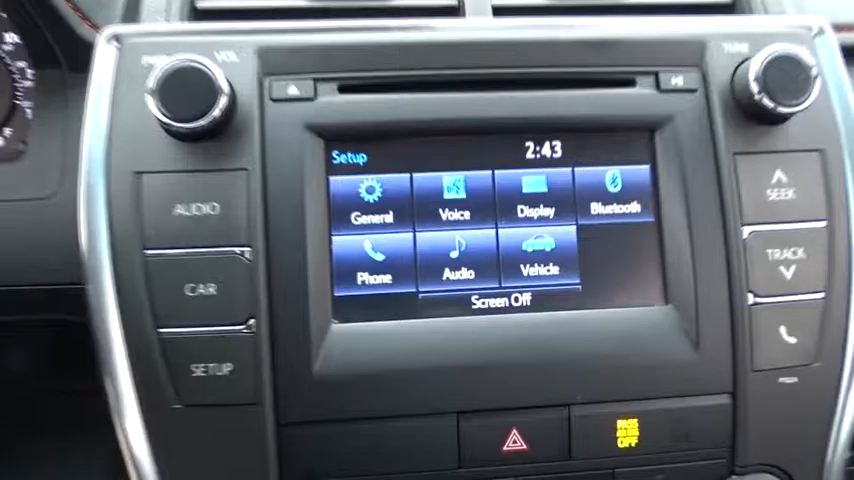 VOL
TUNE
2:43
Setup
General
Voice
Display
Bluetooth
Phone
Audio
Vehicle
Screen Off
AUDIO
CAR
SETUP
SEEK
TRACK
PASS
OFF